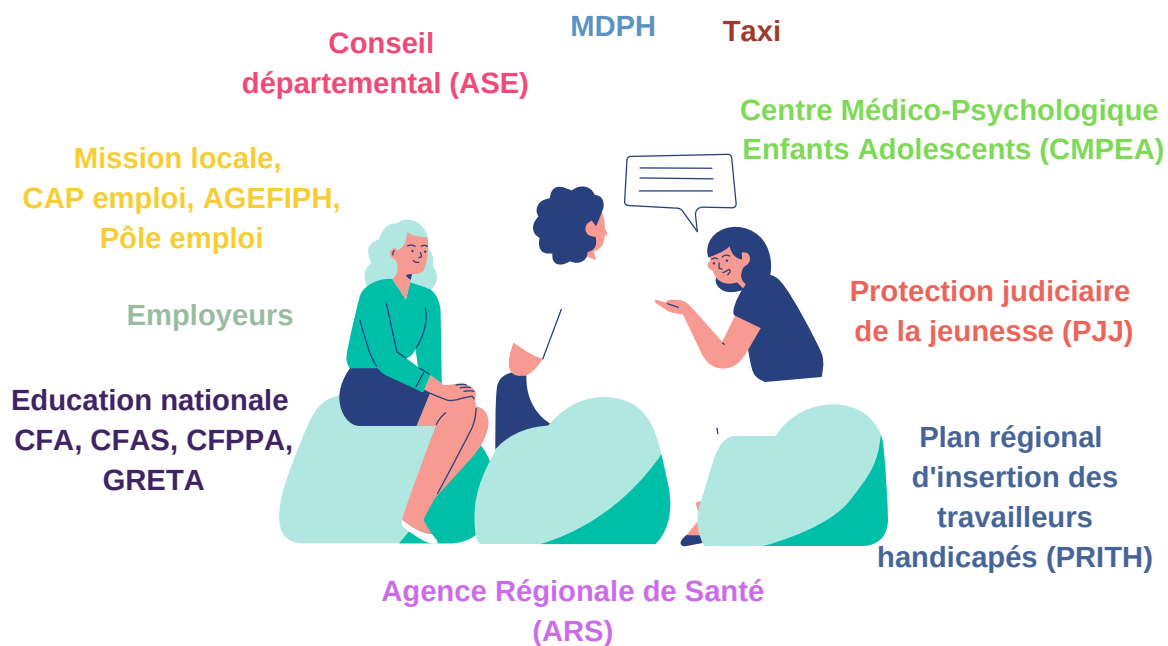 MDPH
Taxi
Conseil
départemental (ASE)
Centre Médico-Psychologique
Enfants Adolescents (CMPEA)
Mission locale,
CAP emploi, AGEFIPH,
Pôle emploi
Employeurs
Protection judiciaire
de la jeunesse (PJJ)
Education nationale
CFA, CFAS, CFPPA,
GRETA
Plan régional
d'insertion des
travailleurs
handicapés (PRITH)
Agence Régionale de Santé
(ARS)